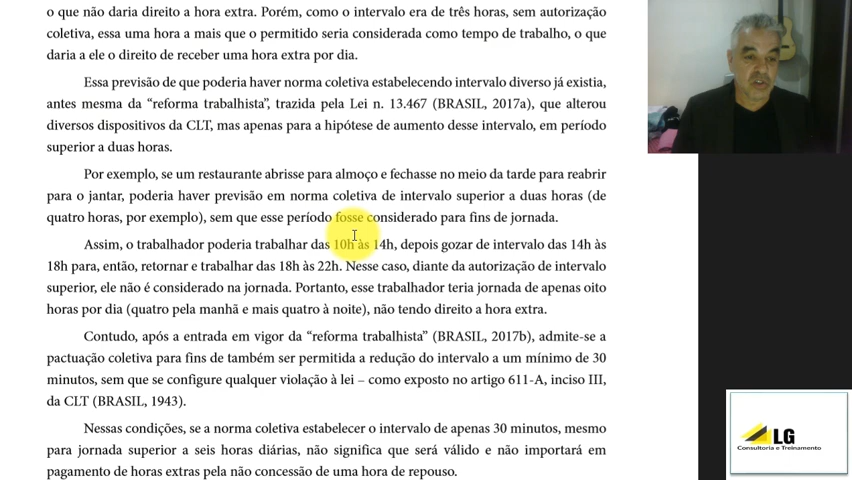 o que não daria direito a hora extra. Porém, como o intervalo era de três horas, sem autorização
coletiva, essa uma hora a mais que o permitido seria considerada como tempo de trabalho, o que
daria a ele o direito de receber uma hora extra por dia.
Essa previsão de que poderia haver norma coletiva estabelecendo intervalo diverso já existia,
antes mesma da “reforma trabalhista”, trazida pela Lei n. 13.467 (BRASIL, 2017a), que alterou
diversos dispositivos da CLT, mas apenas para a hipótese de aumento desse intervalo, em período
superior a duas horas.
Por exemplo, se um restaurante abrisse para almoço e fechasse no meio da tarde para reabrir
para o jantar, poderia haver previsão em norma coletiva de intervalo superior a duas horas (de
quatro horas, por exemplo), sem que esse período fosse considerado para fins de jornada.
Assim, o trabalhador poderia trabalhar das 10h às 14h, depois gozar de intervalo das 14h às
18h para, então, retornar e trabalhar das 18h às 22h. Nesse caso, diante da autorização de intervalo
superior, ele não é considerado na jornada. Portanto, esse trabalhador teria jornada de apenas oito
horas por dia (quatro pela manhã e mais quatro à noite), não tendo direito a hora extra.
Contudo, após a entrada em vigor da “reforma trabalhista” (BRASIL, 2017b), admite-se a
pactuação coletiva para fins de também ser permitida a redução do intervalo a um mínimo de 30
minutos, sem que se configure qualquer violação à lei – como exposto no artigo 611-A, inciso III,
da CLT (BRASIL, 1943).
Nessas condições, se a norma coletiva estabelecer o intervalo de apenas 30 minutos, mesmo
para jornada superior a seis horas diárias, não significa que será válido e não importará em
pagamento de horas extras pela não concessão de uma hora de repouso.
LG
Consultoria e Treinamento